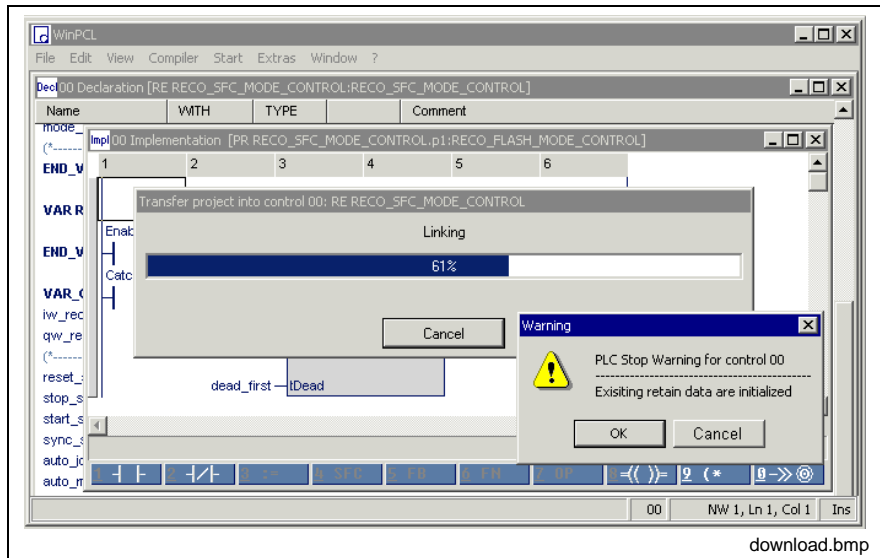 WinPCL
File Edit View Compiler Start Extras Window ?
Decl 00 Declaration [RE RECO_SFC_MODE_CONTROL:RECO_SFC_MODE_CONTROL]
Name WITH TYPE Comment
mode_
(*------
Impl 00 Implementation [PR RECO_SFC_MODE_CONTROL.p1:RECO_FLASH_MODE_CONTROL]
END_V
1 2 3 4 5 6
VAR R
Transfer project into control 00: RE RECO_SFC_MODE_CONTROL
Enab
Linking
END_V
61%
Catc
VAR_
iw_rec
qw_re
Cancel
Warning
PLC Stop Warning for control 00
Exisiting retain data are initialized
OK Cancel
(*------
reset_
dead_first tDead
stop_s
start_s
sync_s
auto_jo
auto_m
1 2 3 := 4 SFC 5 FB 6 FN 7 OP 8 =(( ))= 9 (* 0->>
00 NW 1, Ln 1, Col 1 Ins
download.bmp